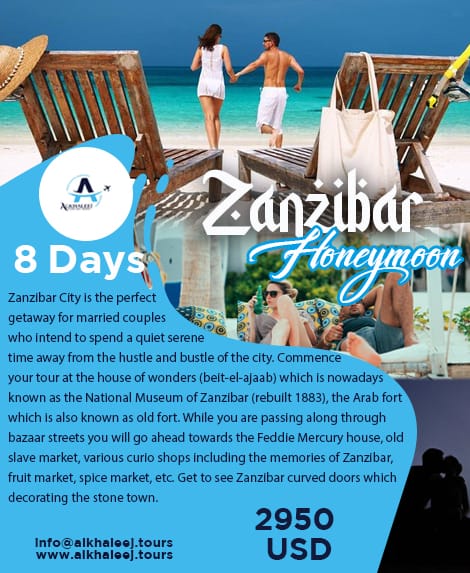 Zanzibar
Honeymoon
ALKHALEEJ
8 Days
Zanzibar City is the perfect
getaway for married couples
who intend to spend a quiet serene
time away from the hustle and bustle of the city. Commence
your tour at the house of wonders (beit-el-ajaab) which is nowadays
known as the National Museum of Zanzibar (rebuilt 1883), the Arab fort
which is also known as old fort. While you are passing along through
bazaar streets you will go ahead towards the Feddie Mercury house, old
slave market, various curio shops including the memories of Zanzibar,
fruit market, spice market, etc. Get to see Zanzibar curved doors which
decorating the stone town.
2950
USD
Info@alkhaleej.tours
www.alkhaleej.tours